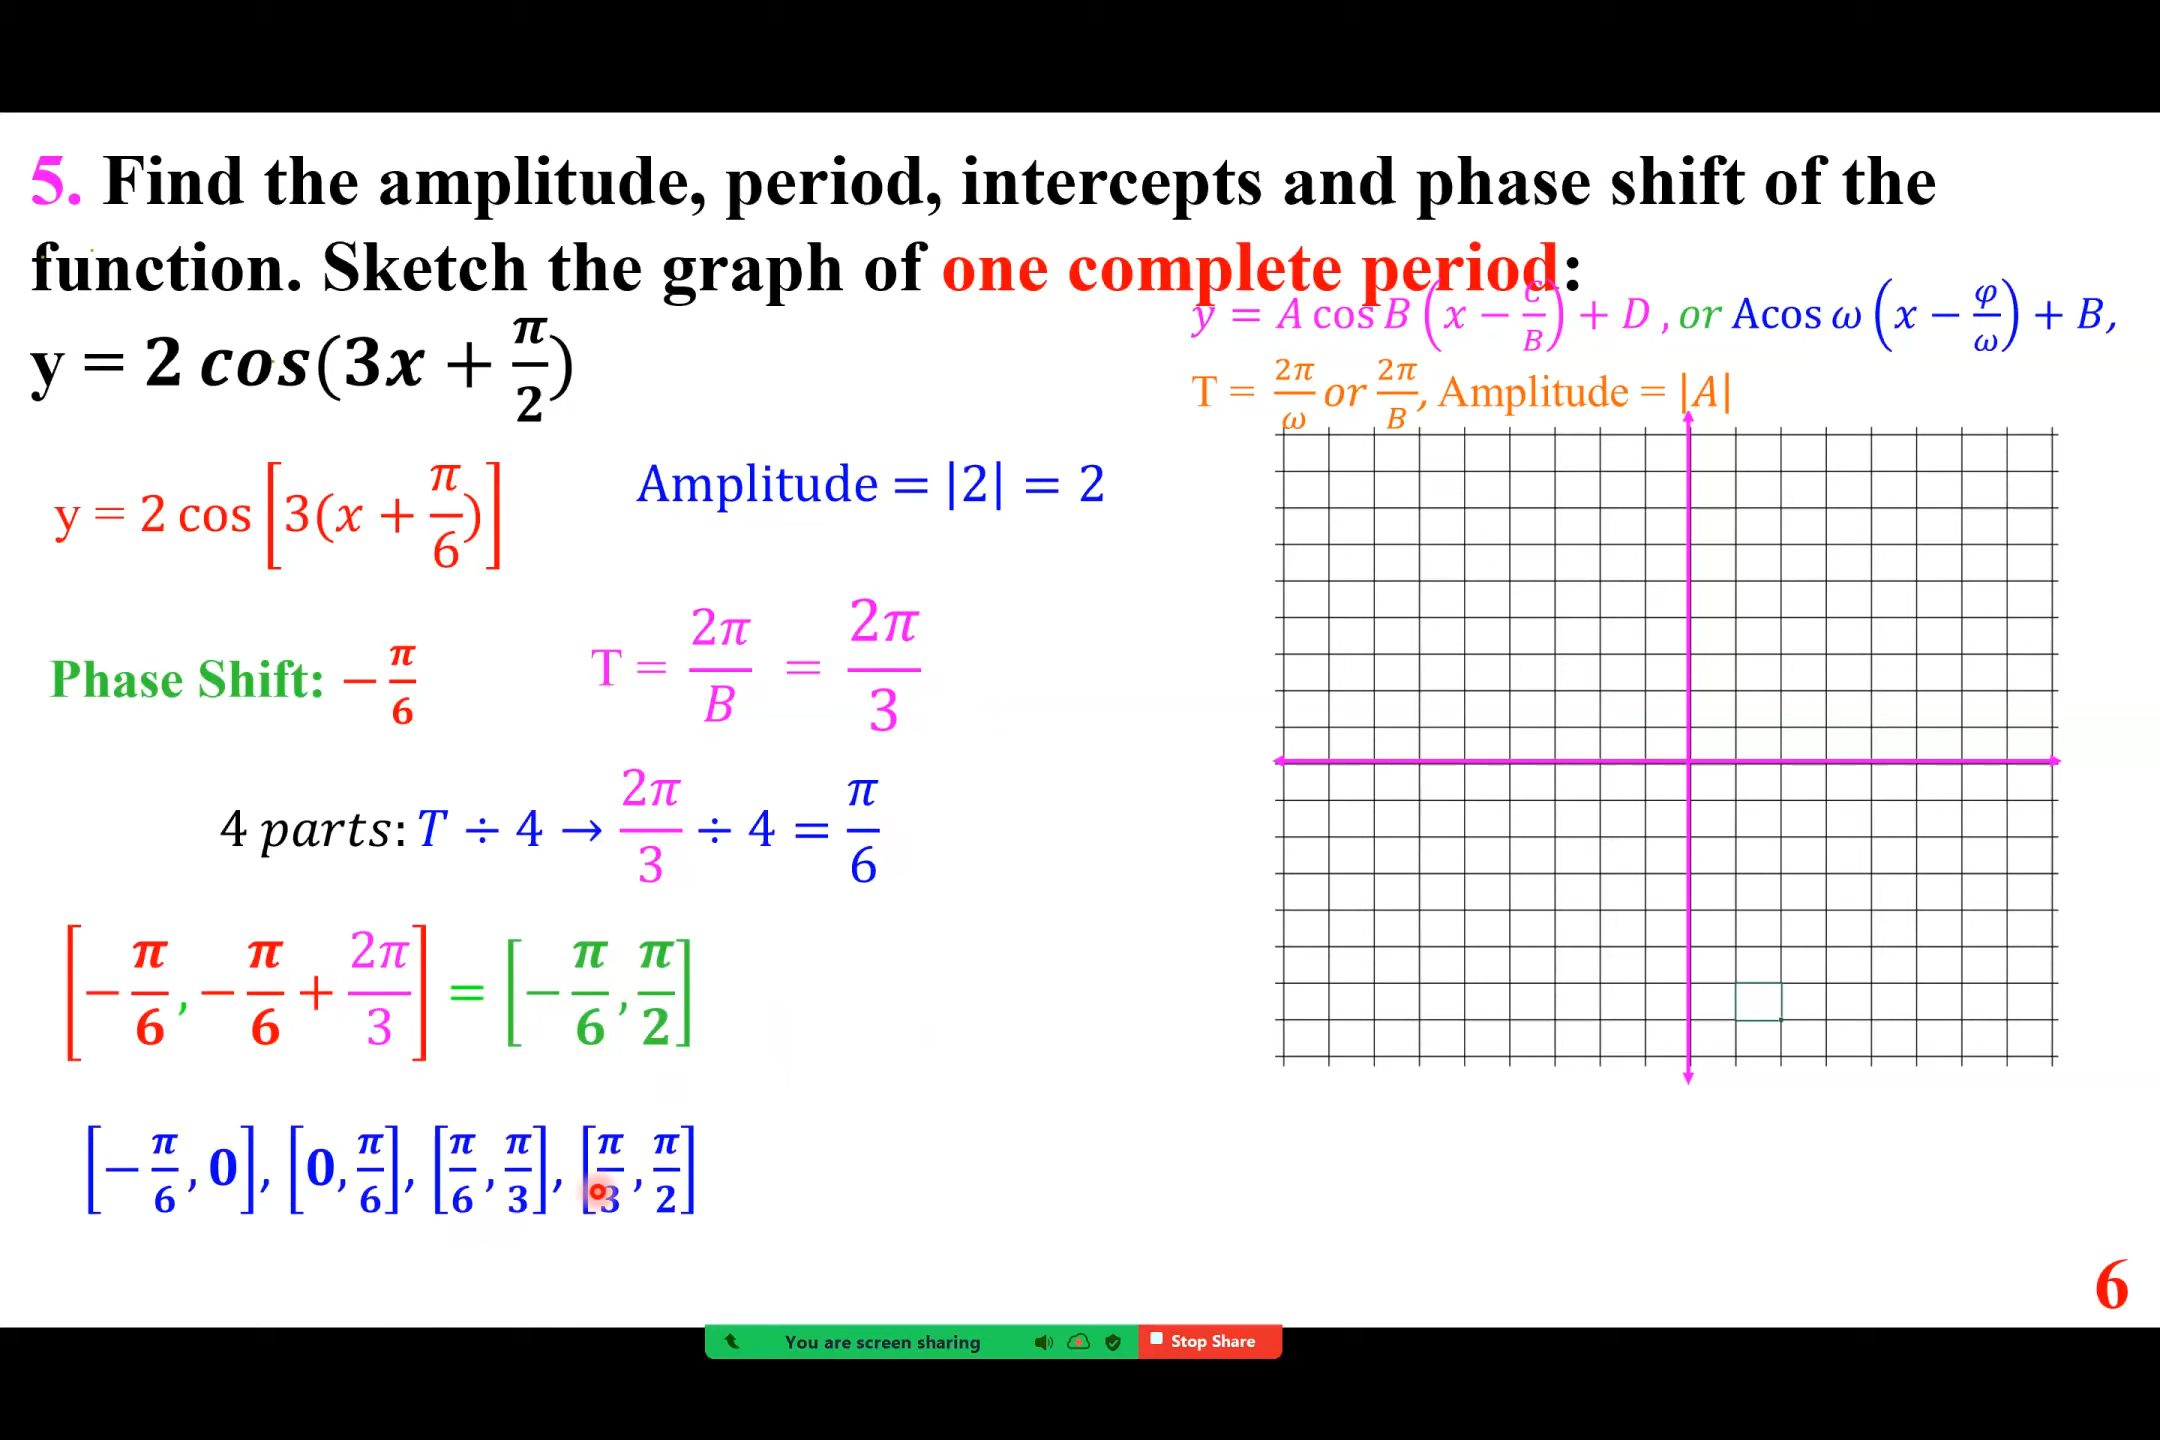 5. Find the amplitude, period, intercepts and phase shift of the
function. Sketch the graph of one complete period:
y = A cos B (x − C/B) + D , or Acos ω (x − φ/ω) + B,
y = 2 cos(3x + π/2)
T = 2π/ω or 2π/B, Amplitude = |A|
y = 2 cos [3(x + π/6)]
Amplitude = |2| = 2
Phase Shift: − π/6
T = 2π/B = 2π/3
4 parts: T ÷ 4 → 2π/3 ÷ 4 = π/6
[−π/6, −π/6 + 2π/3] = [−π/6, π/2]
[−π/6, 0], [0, π/6], [π/6, π/3], [π/3, π/2]
6
You are screen sharing
Stop Share